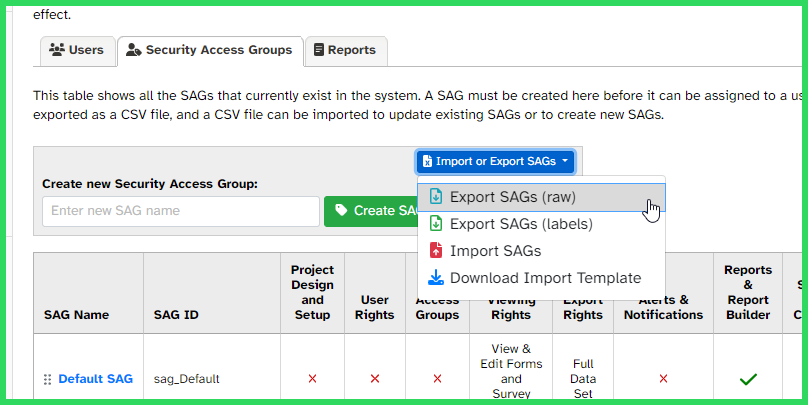 effect.
Users
Security Access Groups
Reports
This table shows all the SAGs that currently exist in the system. A SAG must be created here before it can be assigned to a
exported as a CSV file, and a CSV file can be imported to update existing SAGs or to create new SAGs.
Import or Export SAGs
Create new Security Access Group:
Enter new SAG name
Create
Export SAGs (raw)
Export SAGs (labels)
Import SAGs
Download Import Template
SAG Name
SAG ID
Project
Design
and
Setup
User
Rights
Access
Groups
Viewing
Rights
Export
Rights
Alerts &
Notifications
Reports
&
Report
Builder
Default SAG
sag_Default
View &
Edit Forms
and
Survey
Full
Data
Set